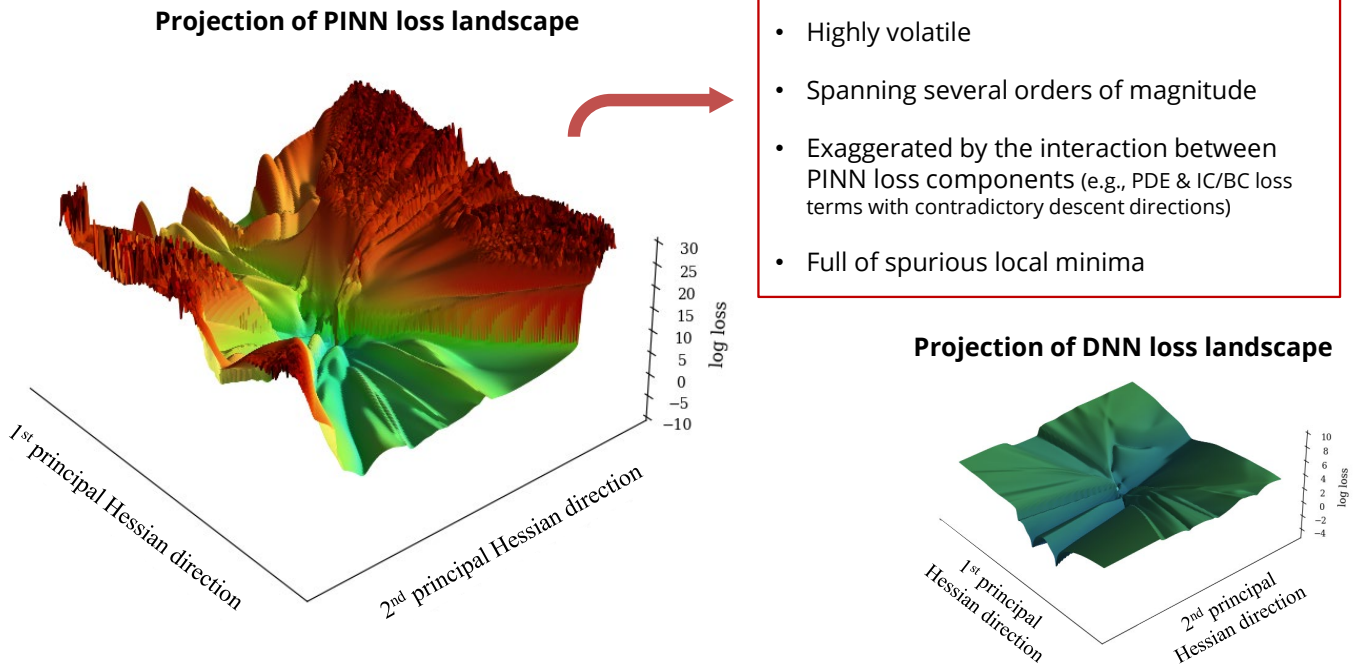 Projection of PINN loss landscape
• Highly volatile
• Spanning several orders of magnitude
• Exaggerated by the interaction between
PINN loss components (e.g., PDE & IC/BC loss
terms with contradictory descent directions)
• Full of spurious local minima
30
25
20
15
10
5
0
−5
−10
log loss
1st principal Hessian direction
2nd principal Hessian direction
Projection of DNN loss landscape
10
8
6
4
2
0
−2
−4
log loss
1st principal
Hessian direction
2nd principal
Hessian direction